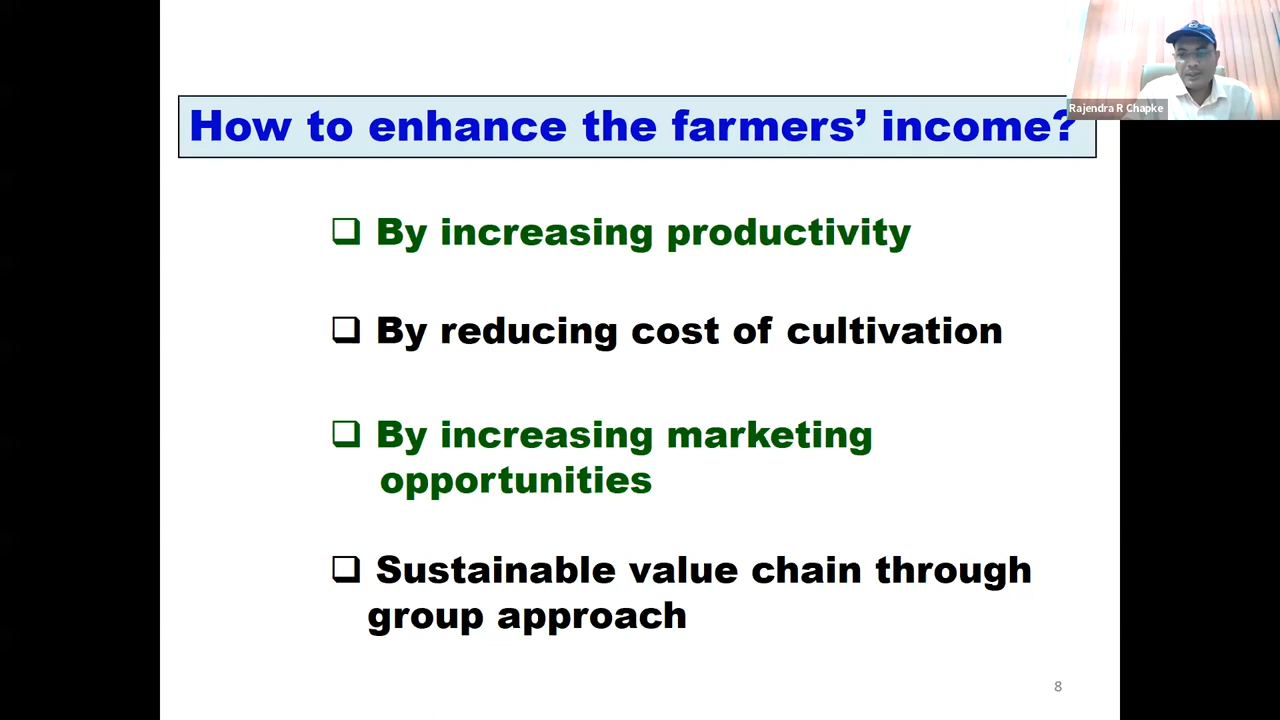 Rajendra R Chapke
How to enhance the farmers’ income?
❑ By increasing productivity
❑ By reducing cost of cultivation
❑ By increasing marketing
opportunities
❑ Sustainable value chain through
group approach
8